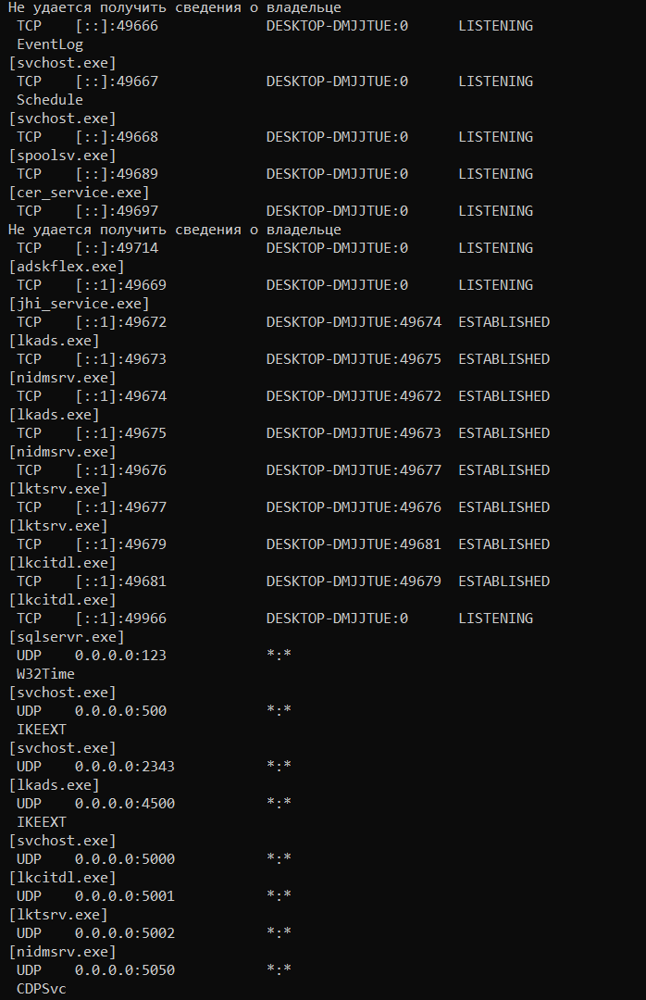 Не удается получить сведения о владельце
TCP [::]:49666 DESKTOP-DMJJTUE:0 LISTENING
EventLog
[svchost.exe]
TCP [::]:49667 DESKTOP-DMJJTUE:0 LISTENING
Schedule
[svchost.exe]
TCP [::]:49668 DESKTOP-DMJJTUE:0 LISTENING
[spoolsv.exe]
TCP [::]:49689 DESKTOP-DMJJTUE:0 LISTENING
[cer_service.exe]
TCP [::]:49697 DESKTOP-DMJJTUE:0 LISTENING
Не удается получить сведения о владельце
TCP [::]:49714 DESKTOP-DMJJTUE:0 LISTENING
[adskflex.exe]
TCP [::1]:49669 DESKTOP-DMJJTUE:0 LISTENING
[jhi_service.exe]
TCP [::1]:49672 DESKTOP-DMJJTUE:49674 ESTABLISHED
[lkads.exe]
TCP [::1]:49673 DESKTOP-DMJJTUE:49675 ESTABLISHED
[nidmsrv.exe]
TCP [::1]:49674 DESKTOP-DMJJTUE:49672 ESTABLISHED
[lkads.exe]
TCP [::1]:49675 DESKTOP-DMJJTUE:49673 ESTABLISHED
[nidmsrv.exe]
TCP [::1]:49676 DESKTOP-DMJJTUE:49677 ESTABLISHED
[lktsrv.exe]
TCP [::1]:49677 DESKTOP-DMJJTUE:49676 ESTABLISHED
[lktsrv.exe]
TCP [::1]:49679 DESKTOP-DMJJTUE:49681 ESTABLISHED
[lkcitdl.exe]
TCP [::1]:49681 DESKTOP-DMJJTUE:49679 ESTABLISHED
[lkcitdl.exe]
TCP [::1]:49966 DESKTOP-DMJJTUE:0 LISTENING
[sqlservr.exe]
UDP 0.0.0.0:123 *:*
W32Time
[svchost.exe]
UDP 0.0.0.0:500 *:*
IKEEXT
[svchost.exe]
UDP 0.0.0.0:2343 *:*
[lkads.exe]
UDP 0.0.0.0:4500 *:*
IKEEXT
[svchost.exe]
UDP 0.0.0.0:5000 *:*
[lkcitdl.exe]
UDP 0.0.0.0:5001 *:*
[lktsrv.exe]
UDP 0.0.0.0:5002 *:*
[nidmsrv.exe]
UDP 0.0.0.0:5050 *:*
CDPSvc